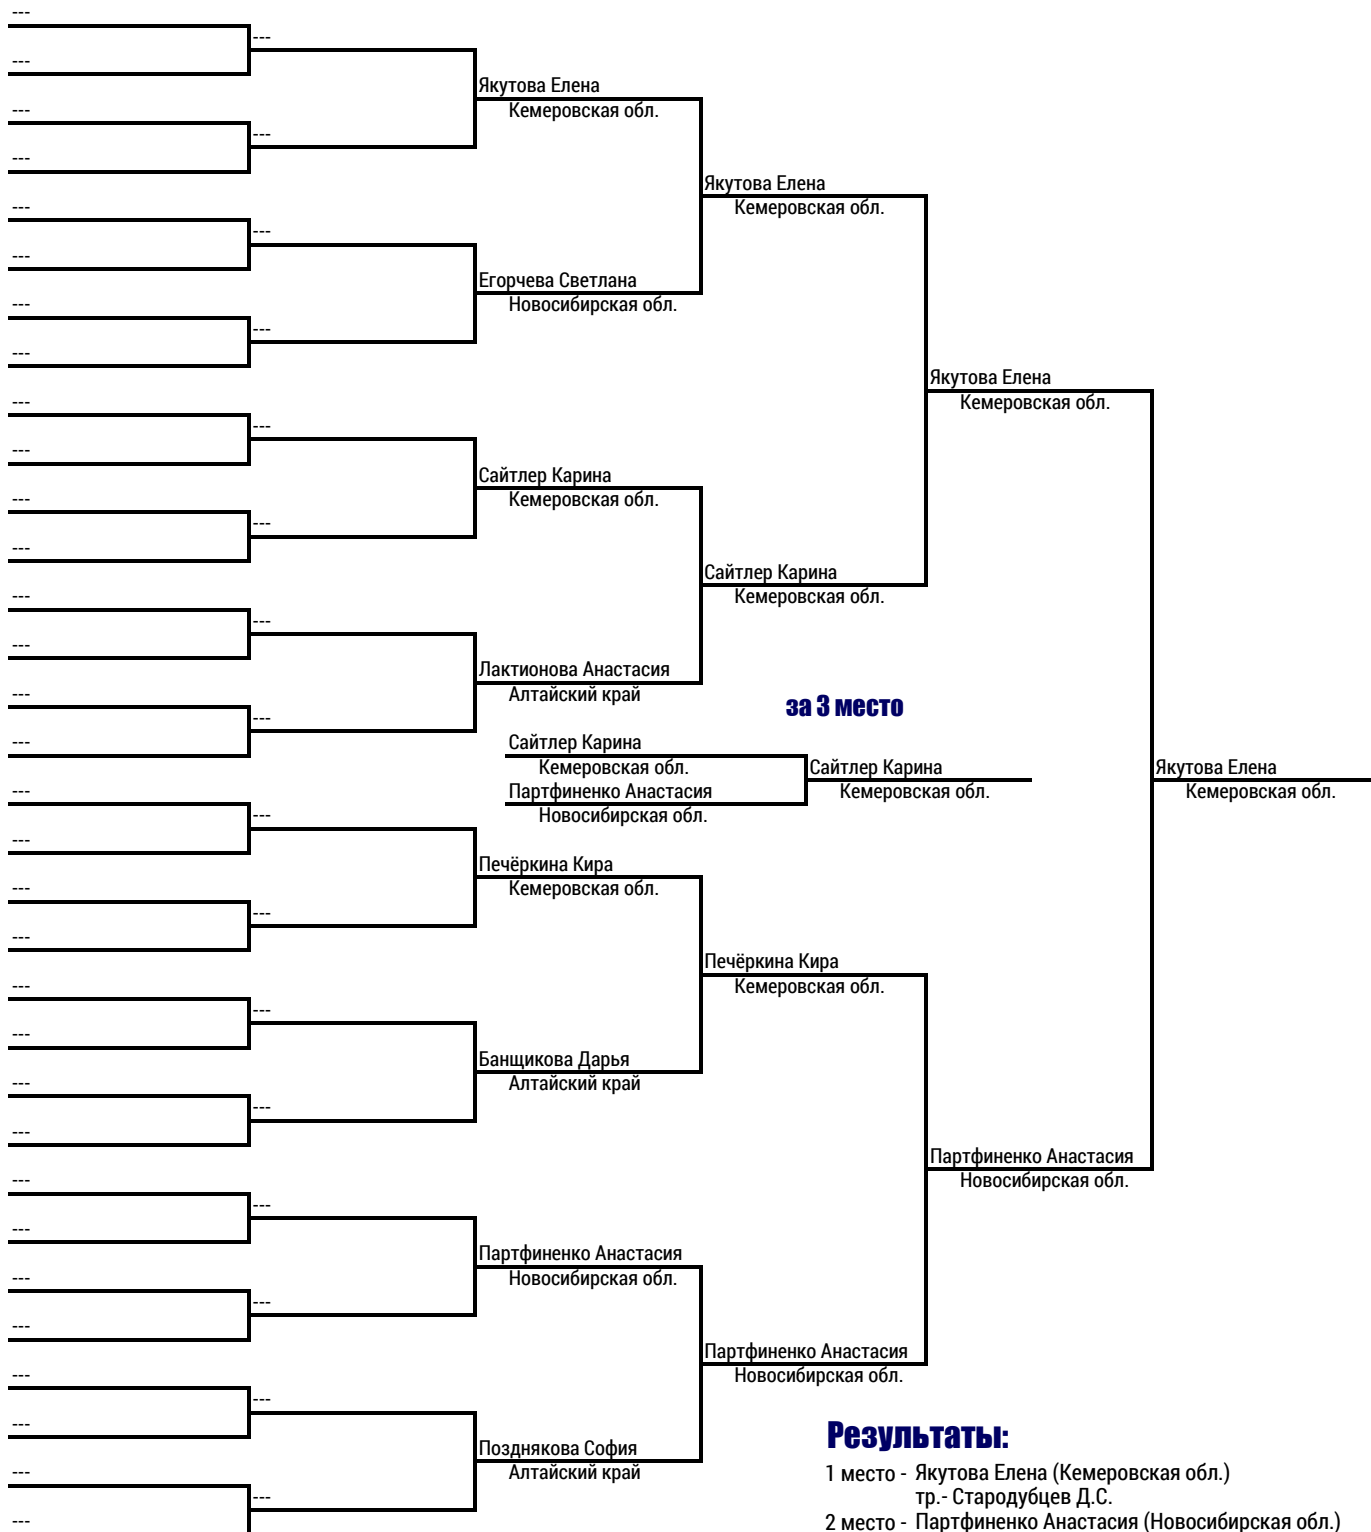 ---
---
---
Якутова Елена
---
Кемеровская обл.
---
---
Якутова Елена
---
Кемеровская обл.
---
---
Егорчева Светлана
---
Новосибирская обл.
---
---
Якутова Елена
---
Кемеровская обл.
---
---
Сайтлер Карина
---
Кемеровская обл.
---
---
Сайтлер Карина
---
Кемеровская обл.
---
---
Лактионова Анастасия
---
Алтайский край
---
---
за 3 место
Сайтлер Карина
Кемеровская обл.
Партфиненко Анастасия
Новосибирская обл.
Сайтлер Карина
Кемеровская обл.
Якутова Елена
Кемеровская обл.
---
---
---
Печёркина Кира
---
Кемеровская обл.
---
---
Печёркина Кира
---
Кемеровская обл.
---
---
Банщикова Дарья
---
Алтайский край
---
---
Партфиненко Анастасия
---
Новосибирская обл.
---
---
Партфиненко Анастасия
---
Новосибирская обл.
---
---
Партфиненко Анастасия
---
Новосибирская обл.
---
---
Позднякова София
---
Алтайский край
---
---
Результаты:
1 место - Якутова Елена (Кемеровская обл.)
тр.- Стародубцев Д.С.
2 место - Партфиненко Анастасия (Новосибирская обл.)